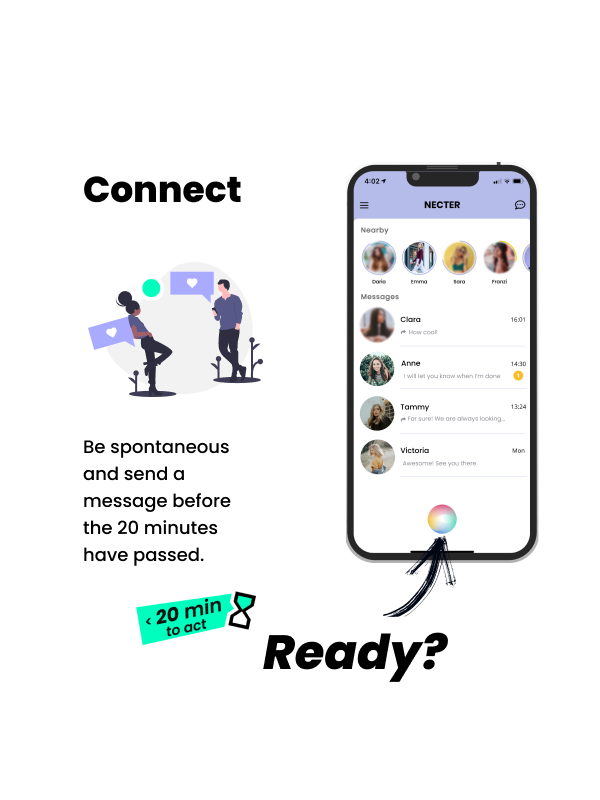 Connect
4:02
NECTER
Nearby
Daria
Emma
Sara
Franzi
Messages
Clara
16:01
How cool!
Anne
14:30
I will let you know when I'm done
1
Tammy
13:24
For sure! We are always looking...
Victoria
Mon
Awesome! See you there
Be spontaneous
and send a
message before
the 20 minutes
have passed.
< 20 min
to act
Ready?